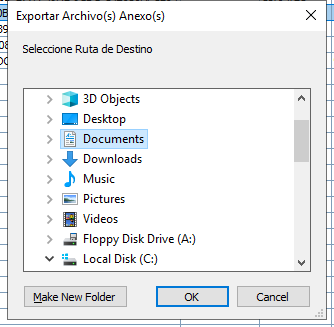 Exportar Archivo(s) Anexo(s)
Seleccione Ruta de Destino
3D Objects
Desktop
Documents
Downloads
Music
Pictures
Videos
Floppy Disk Drive (A:)
Local Disk (C:)
Make New Folder
OK
Cancel